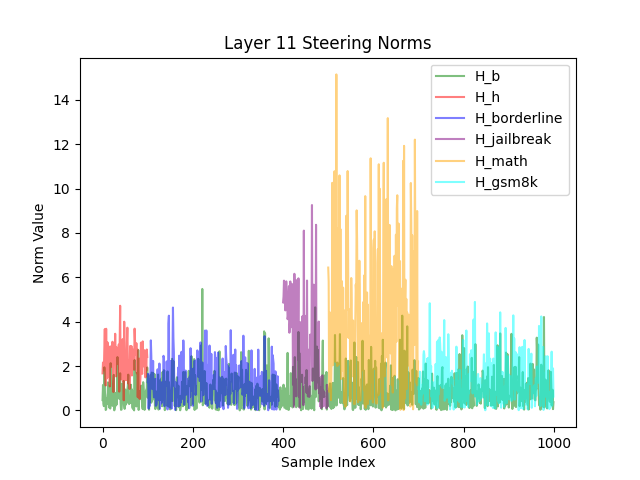 Layer 11 Steering Norms
H_b
H_h
H_borderline
H_jailbreak
H_math
H_gsm8k
Norm Value
14
12
10
8
6
4
2
0
0 200 400 600 800 1000
Sample Index